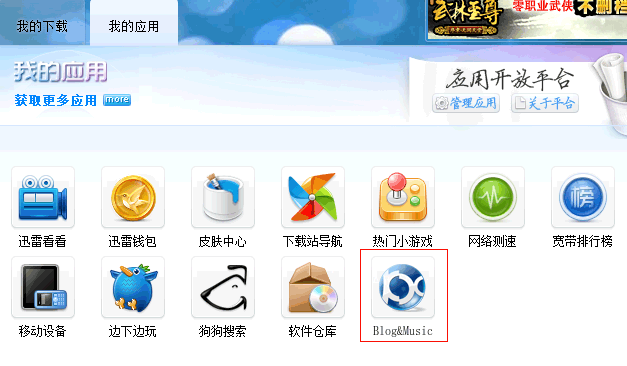 我的下载 我的应用
零职业武侠
不删档
我的应用
获取更多应用 more
应用开放平台
管理应用 关于平台
迅雷看看 迅雷钱包 皮肤中心 下载站导航 热门小游戏 网络测速 宽带排行榜
榜
移动设备 边下边玩 狗狗搜索 软件仓库 Blog&Music